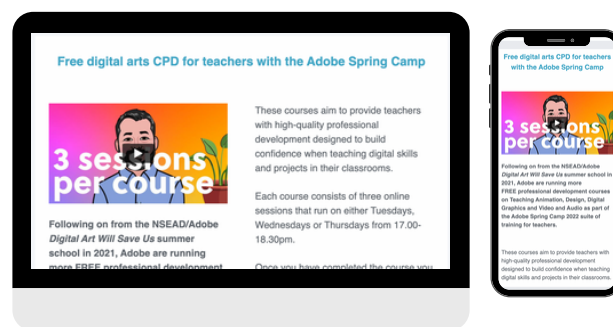 Free digital arts CPD for teachers with the Adobe Spring Camp
3 sessions
per course
Following on from the NSEAD/Adobe
Digital Art Will Save Us summer
school in 2021, Adobe are running
more FREE professional development
These courses aim to provide teachers
with high-quality professional
development designed to build
confidence when teaching digital skills
and projects in their classrooms.
Each course consists of three online
sessions that run on either Tuesdays,
Wednesdays or Thursdays from 17.00-
18.30pm.
Once you have completed the course you
Free digital arts CPD for teachers
with the Adobe Spring Camp
3 sessions
per course
Following on from the NSEAD/Adobe
Digital Art Will Save Us summer school in
2021, Adobe are running more
FREE professional development courses
on Teaching Animation, Design, Digital
Graphics and Video and Audio as part of
the Adobe Spring Camp 2022 suite of
training for teachers.
These courses aim to provide teachers with
high-quality professional development
designed to build confidence when teaching
digital skills and projects in their classrooms.